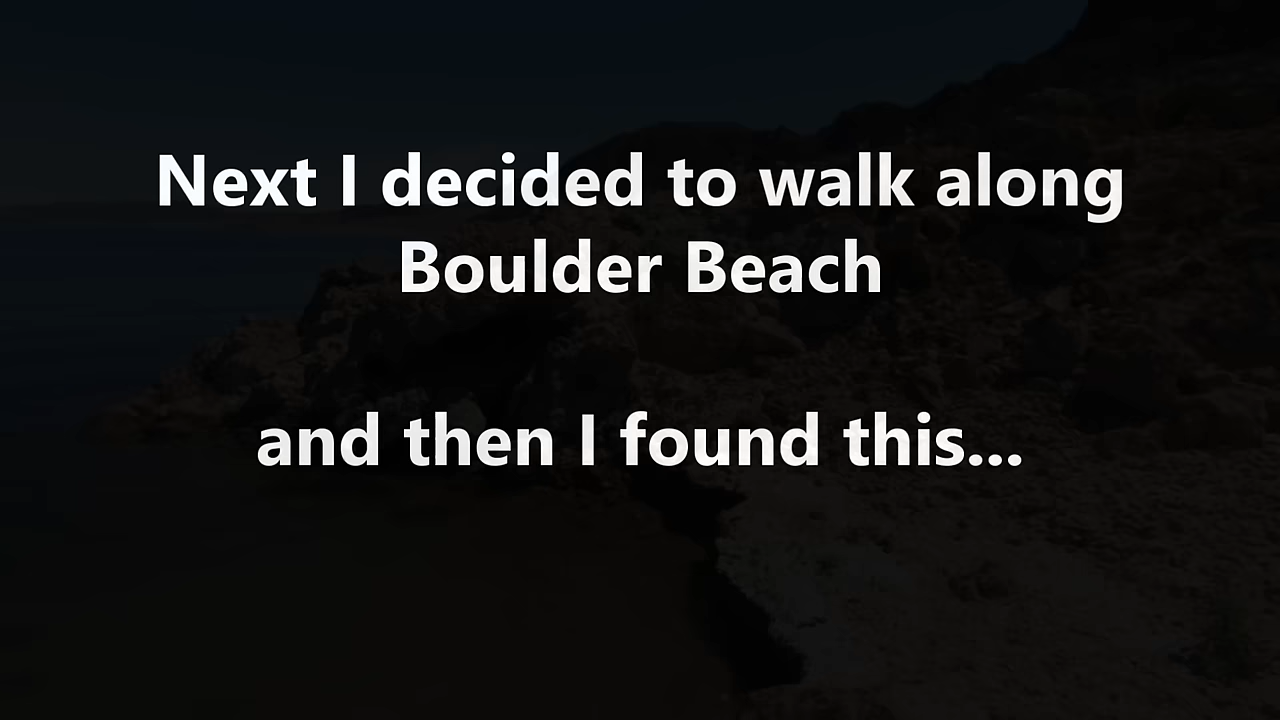 Next I decided to walk along
Boulder Beach
and then I found this...